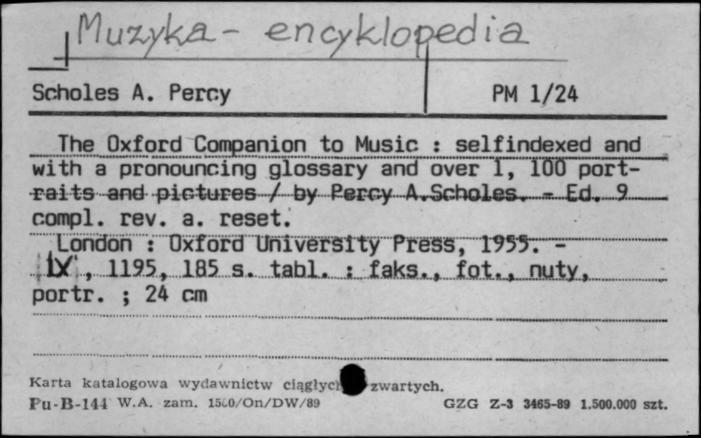 Muzyka - encyklopedia
Scholes A. Percy PM 1/24
The Oxford Companion to Music : selfindexed and
with a pronouncing glossary and over 1, 100 port-
raits and pictures / by Percy A.Scholes. - Ed. 9
compl. rev. a. reset.
London : Oxford University Press, 1955. -
IX , 1195, 185 s. tabl. : faks., fot., nuty,
portr. ; 24 cm
Karta katalogowa wydawnictw zwartych.
Pu-B-144 W.A. zam. /On/DW/89 GZG Z-3 3465-89 1.500.000 szt.